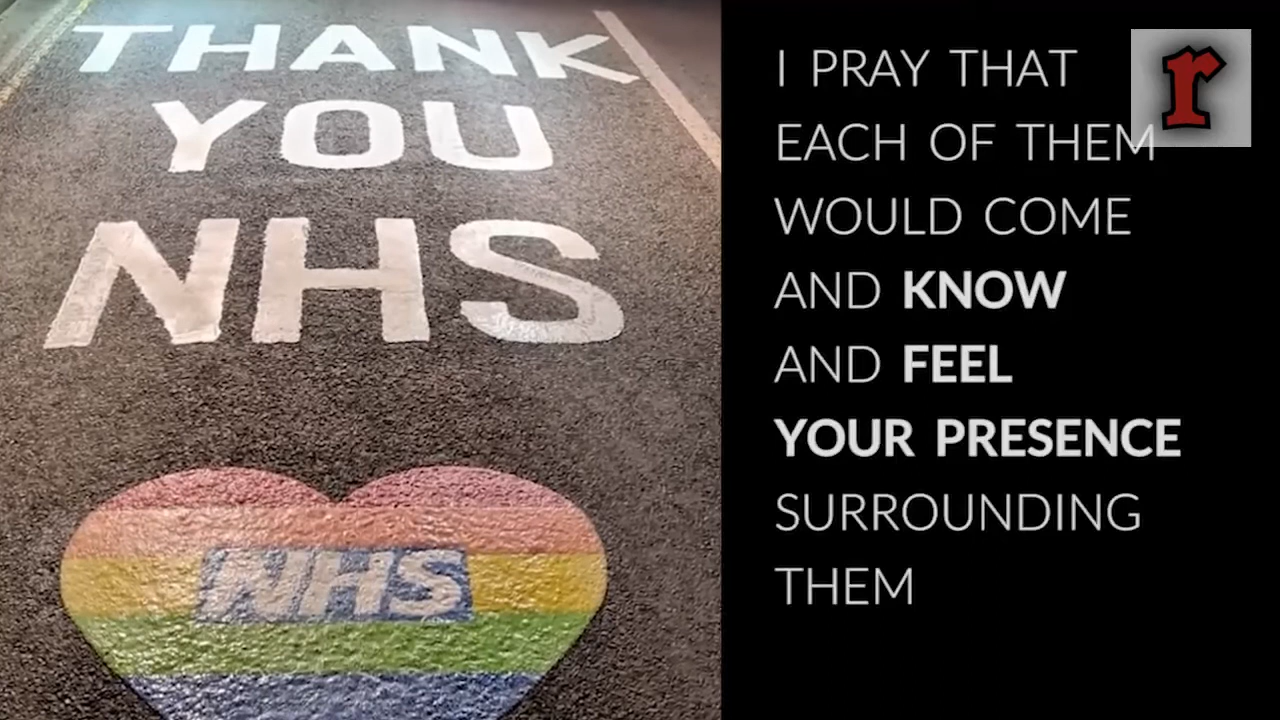 THANK
YOU
NHS
NHS
I PRAY THAT
EACH OF THEM
WOULD COME
AND KNOW
AND FEEL
YOUR PRESENCE
SURROUNDING
THEM
r